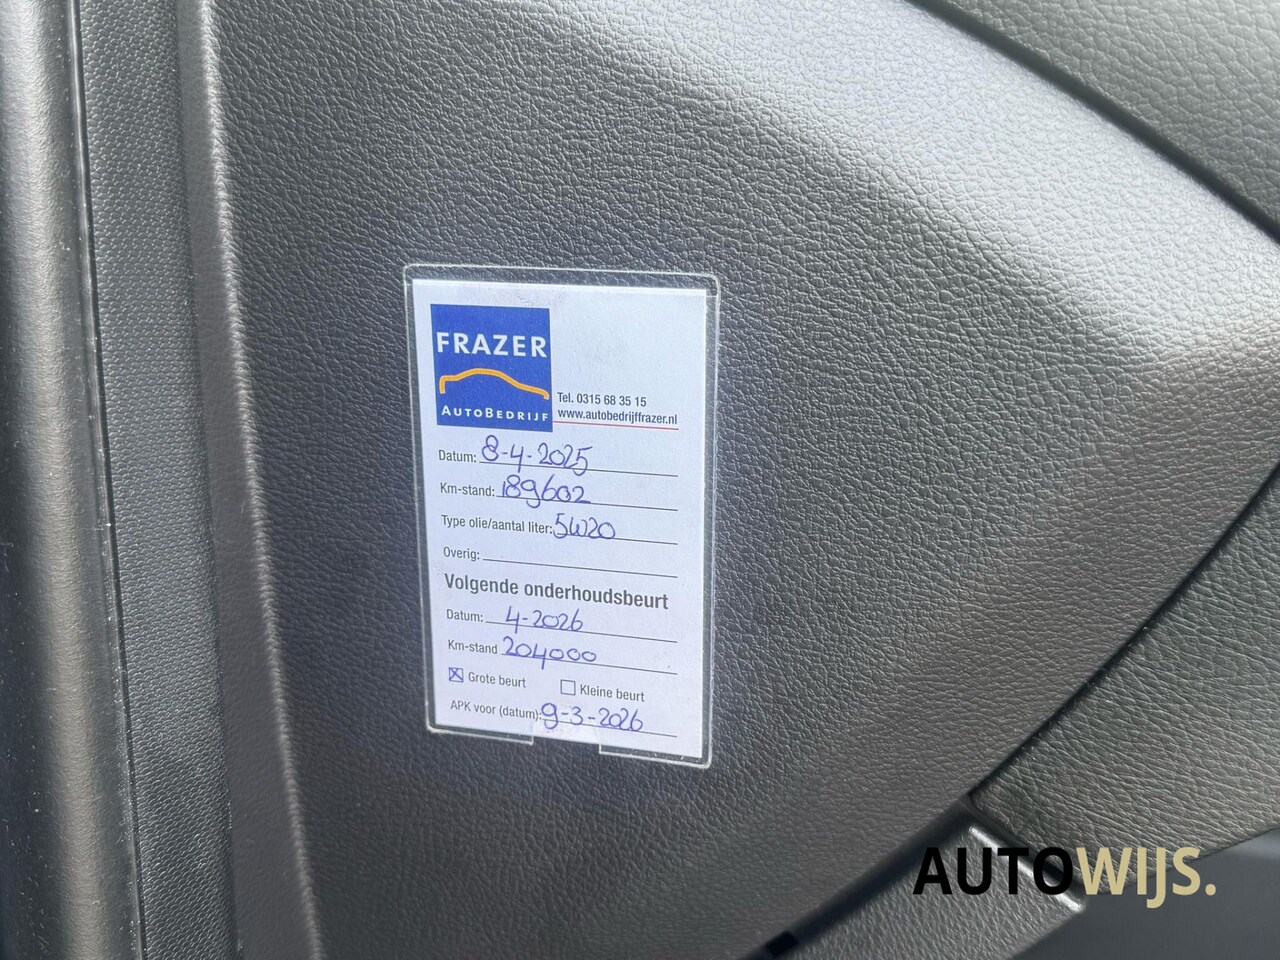 FRAZER
AUTOBEDRIJF
Tel. 0315 68 35 15
www.autobedrijffrazer.nl
Datum: 8-4-2025
Km-stand: 189602
Type olie/aantal liter: 5W20
Overig:
Volgende onderhoudsbeurt
Datum: 4-2026
Km-stand 204000
☒ Grote beurt ☐ Kleine beurt
APK voor (datum): 9-3-2026
AUTOWIJS.